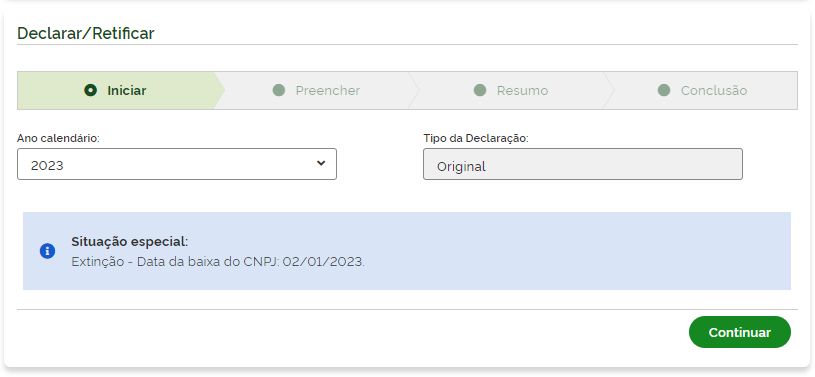 Declarar/Retificar
Iniciar
Preencher
Resumo
Conclusão
Ano calendário:
Tipo da Declaração:
2023
Original
Situação especial:
Extinção - Data da baixa do CNPJ: 02/01/2023.
Continuar